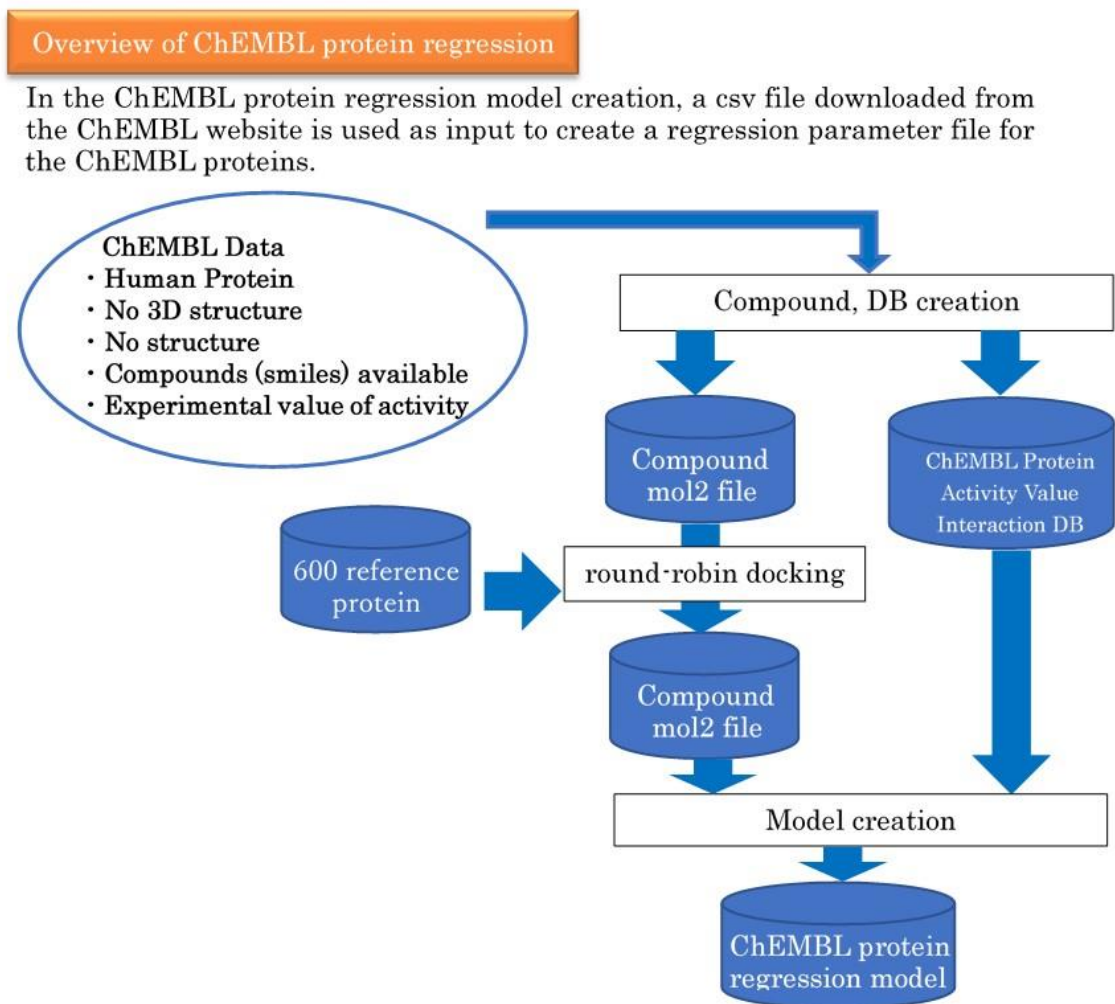 Overview of ChEMBL protein regression
In the ChEMBL protein regression model creation, a csv file downloaded from
the ChEMBL website is used as input to create a regression parameter file for
the ChEMBL proteins.
ChEMBL Data
・Human Protein
・No 3D structure
・No structure
・Compounds (smiles) available
・Experimental value of activity
Compound, DB creation
Compound
mol2 file
ChEMBL Protein
Activity Value
Interaction DB
600 reference
protein
round-robin docking
Compound
mol2 file
Model creation
ChEMBL protein
regression model